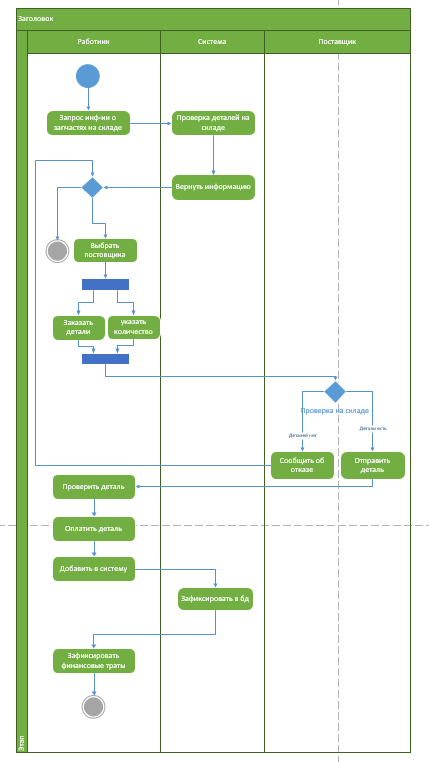 Заголовок
Работник
Система
Поставщик
Запрос инф-ии о
запчастях на складе
Проверка деталей на
складе
Вернуть информацию
Выбрать
постовщика
Заказать
детали
указать
количество
Проверка на складе
Деталей нет
Детали есть
Сообщить об
отказе
Отправить
деталь
Проверить деталь
Оплатить деталь
Добавить в систему
Зафиксировать в бд
Зафиксировать
финансовые траты
Этап